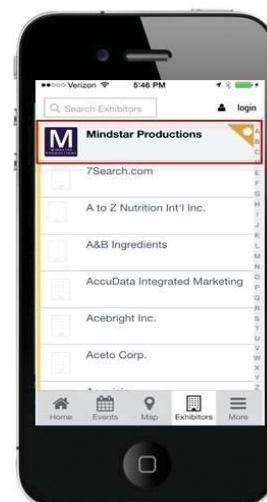 Verizon 5:46 PM
Search Exhibitors login
M Mindstar Productions
7Search.com
A to Z Nutrition Int'l Inc.
A&B Ingredients
AccuData Integrated Marketing
Acebright Inc.
Aceto Corp.
A
B
C
D
E
F
G
H
I
J
K
L
M
N
O
P
Q
R
S
T
U
V
W
X
Y
Z
Home Events Map Exhibitors More